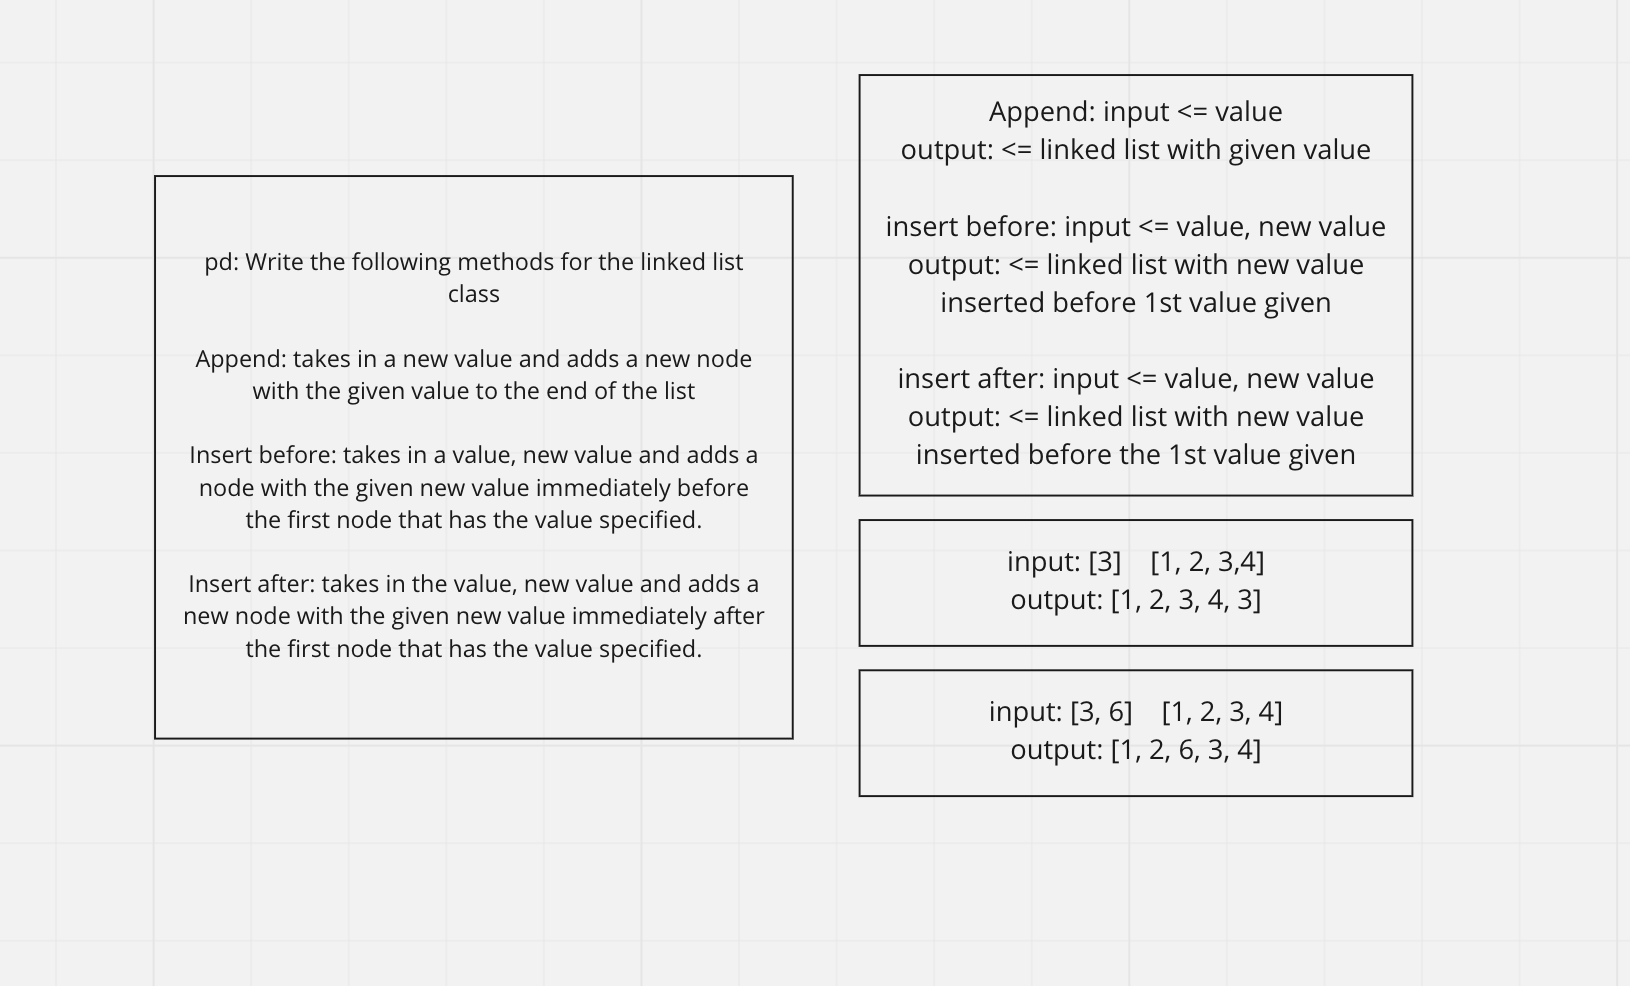 pd: Write the following methods for the linked list
class
Append: takes in a new value and adds a new node
with the given value to the end of the list
Insert before: takes in a value, new value and adds a
node with the given new value immediately before
the first node that has the value specified.
Insert after: takes in the value, new value and adds a
new node with the given new value immediately after
the first node that has the value specified.
Append: input <= value
output: <= linked list with given value
insert before: input <= value, new value
output: <= linked list with new value
inserted before 1st value given
insert after: input <= value, new value
output: <= linked list with new value
inserted before the 1st value given
input: [3] [1, 2, 3,4]
output: [1, 2, 3, 4, 3]
input: [3, 6] [1, 2, 3, 4]
output: [1, 2, 6, 3, 4]